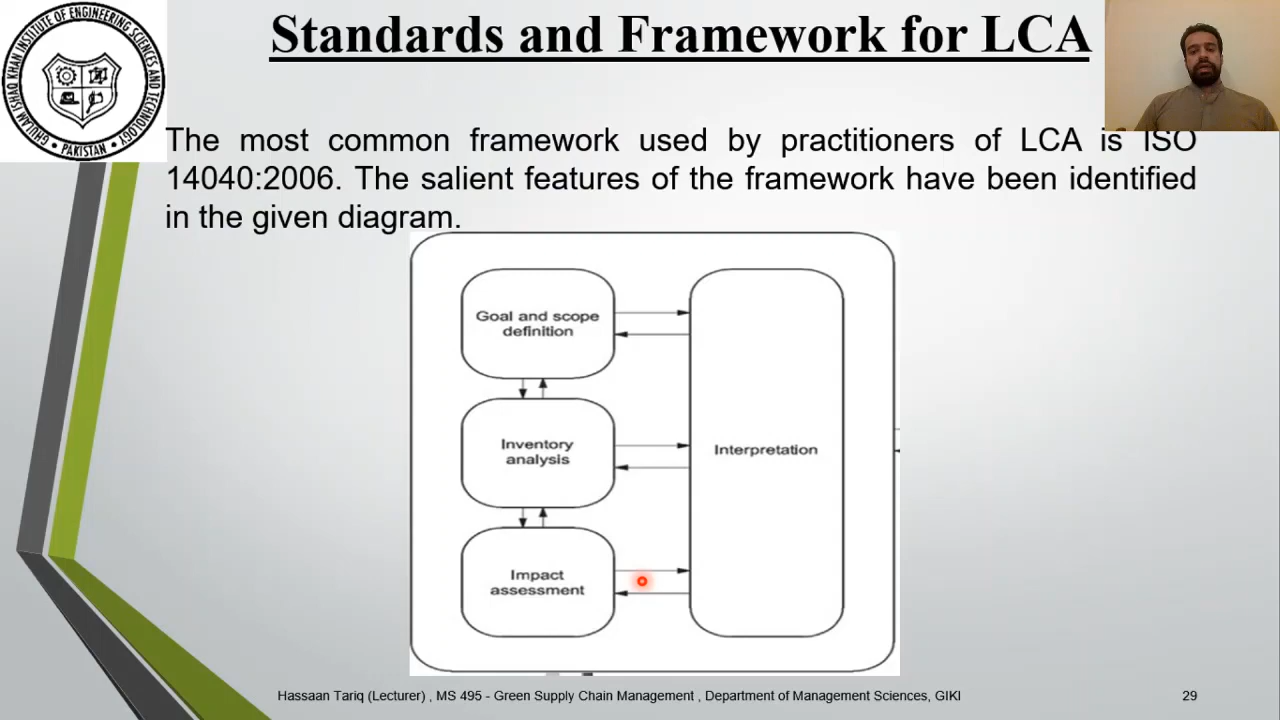 Standards and Framework for LCA
GHULAM ISHAQ KHAN INSTITUTE OF ENGINEERING SCIENCES AND TECHNOLOGY
• PAKISTAN •
The most common framework used by practitioners of LCA is ISO
14040:2006. The salient features of the framework have been identified
in the given diagram.
Goal and scope
definition
Inventory
analysis
Impact
assessment
Interpretation
Hassaan Tariq (Lecturer) , MS 495 - Green Supply Chain Management , Department of Management Sciences, GIKI
29